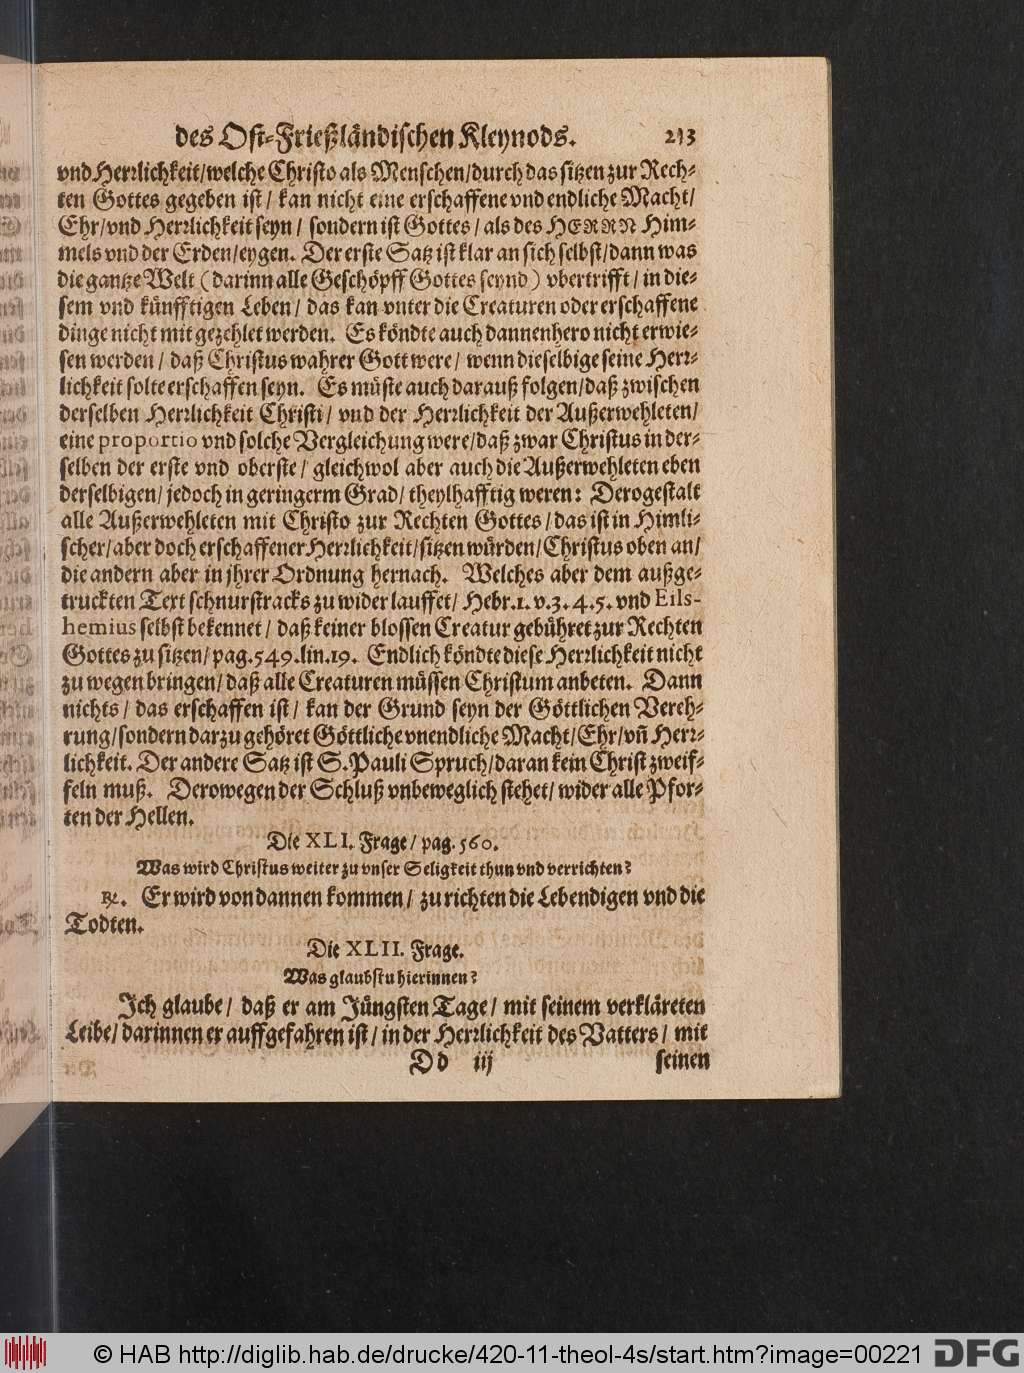 des Ost-Frießländischen Kleynods. 213
vnd Herrlichkeit/welche Christo als Menschen/durch das sitzen zur Rech-
ten Gottes gegeben ist/ kan nicht eine erschaffene vnd endliche Macht/
Ehr/vnd Herrlichkeit seyn/ sondern ist Gottes/ als des HERRN Him-
mels vnd der Erden/eygen. Der erste Satz ist klar an sich selbst/dann was
die gantze Welt (darinn alle Geschöpff Gottes seynd) vbertrifft/ in die-
sem vnd künfftigen Leben/ das kan vnter die Creaturen oder erschaffene
dinge nicht mit gezehlet werden. Es köndte auch dannenhero nicht erwie-
sen werden/ daß Christus wahrer Gott were/ wenn dieselbige seine Herr-
lichkeit solte erschaffen seyn. Es müste auch darauß folgen/daß zwischen
derselben Herrlichkeit Christi/ vnd der Herrlichkeit der Außerwehleten/
eine proportio vnd solche Vergleichung were/daß zwar Christus in der-
selben der erste vnd oberste/ gleichwol aber auch die Außerwehleten eben
derselbigen/ jedoch in geringerm Grad/ theylhafftig weren: Derogestalt
alle Außerwehleten mit Christo zur Rechten Gottes/das ist in Himli-
scher/aber doch erschaffener Herrlichkeit/sitzen würden/Christus oben an/
die andern aber in jhrer Ordnung hernach. Welches aber dem außge-
truckten Text schnurstracks zu wider lauffet/ Hebr.1.v.3.4.5. vnd Eils-
hemius selbst bekennet/ daß keiner blossen Creatur gebühret zur Rechten
Gottes zu sitzen/pag.549.lin.19. Endlich köndte diese Herrlichkeit nicht
zu wegen bringen/daß alle Creaturen müssen Christum anbeten. Dann
nichts/ das erschaffen ist/ kan der Grund seyn der Göttlichen Vereh-
rung/sondern darzu gehöret Göttliche vnendliche Macht/Ehr/vñ Herr-
lichkeit. Der andere Satz ist S.Pauli Spruch/daran kein Christ zweif-
feln muß. Derowegen der Schluß vnbeweglich stehet/wider alle Pfor-
ten der Hellen.
Die XLI. Frage/ pag. 560.
Was wird Christus weiter zu vnser Seligkeit thun vnd verrichten?
℞. Er wird von dannen kommen/ zu richten die Lebendigen vnd die
Todten.
Die XLII. Frage.
Was glaubstu hierinnen?
Ich glaube/ daß er am Jüngsten Tage/ mit seinem verkläreten
Leibe/darinnen er auffgefahren ist/in der Herrlichkeit des Vatters/ mit
Dd iij seinen
© HAB http://diglib.hab.de/drucke/420-11-theol-4s/start.htm?image=00221 DFG